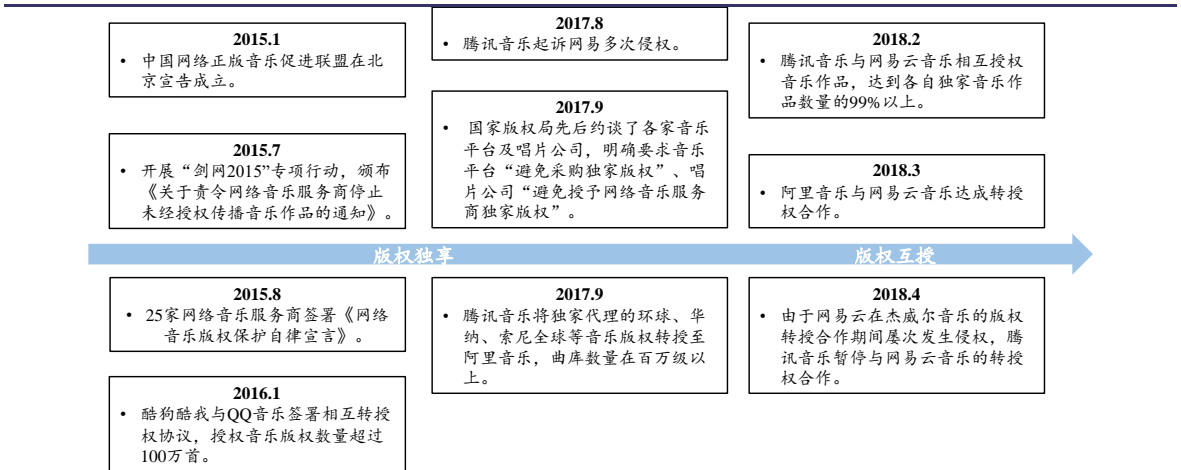 2015.1
• 中国网络正版音乐促进联盟在北
京宣告成立。
2015.7
• 开展“剑网2015”专项行动，颁布
《关于责令网络音乐服务商停止
未经授权传播音乐作品的通知》。
2017.8
• 腾讯音乐起诉网易多次侵权。
2017.9
• 国家版权局先后约谈了各家音乐
平台及唱片公司，明确要求音乐
平台“避免采购独家版权”、唱
片公司“避免授予网络音乐服务
商独家版权”。
2018.2
• 腾讯音乐与网易云音乐相互授权
音乐作品，达到各自独家音乐作
品数量的99%以上。
2018.3
• 阿里音乐与网易云音乐达成转授
权合作。
版权独享
版权互授
2015.8
• 25家网络音乐服务商签署《网络
音乐版权保护自律宣言》。
2016.1
• 酷狗酷我与QQ音乐签署相互转授
权协议，授权音乐版权数量超过
100万首。
2017.9
• 腾讯音乐将独家代理的环球、华
纳、索尼全球等音乐版权转授至
阿里音乐，曲库数量在百万级以
上。
2018.4
• 由于网易云在杰威尔音乐的版权
转授合作期间屡次发生侵权，腾
讯音乐暂停与网易云音乐的转授
权合作。